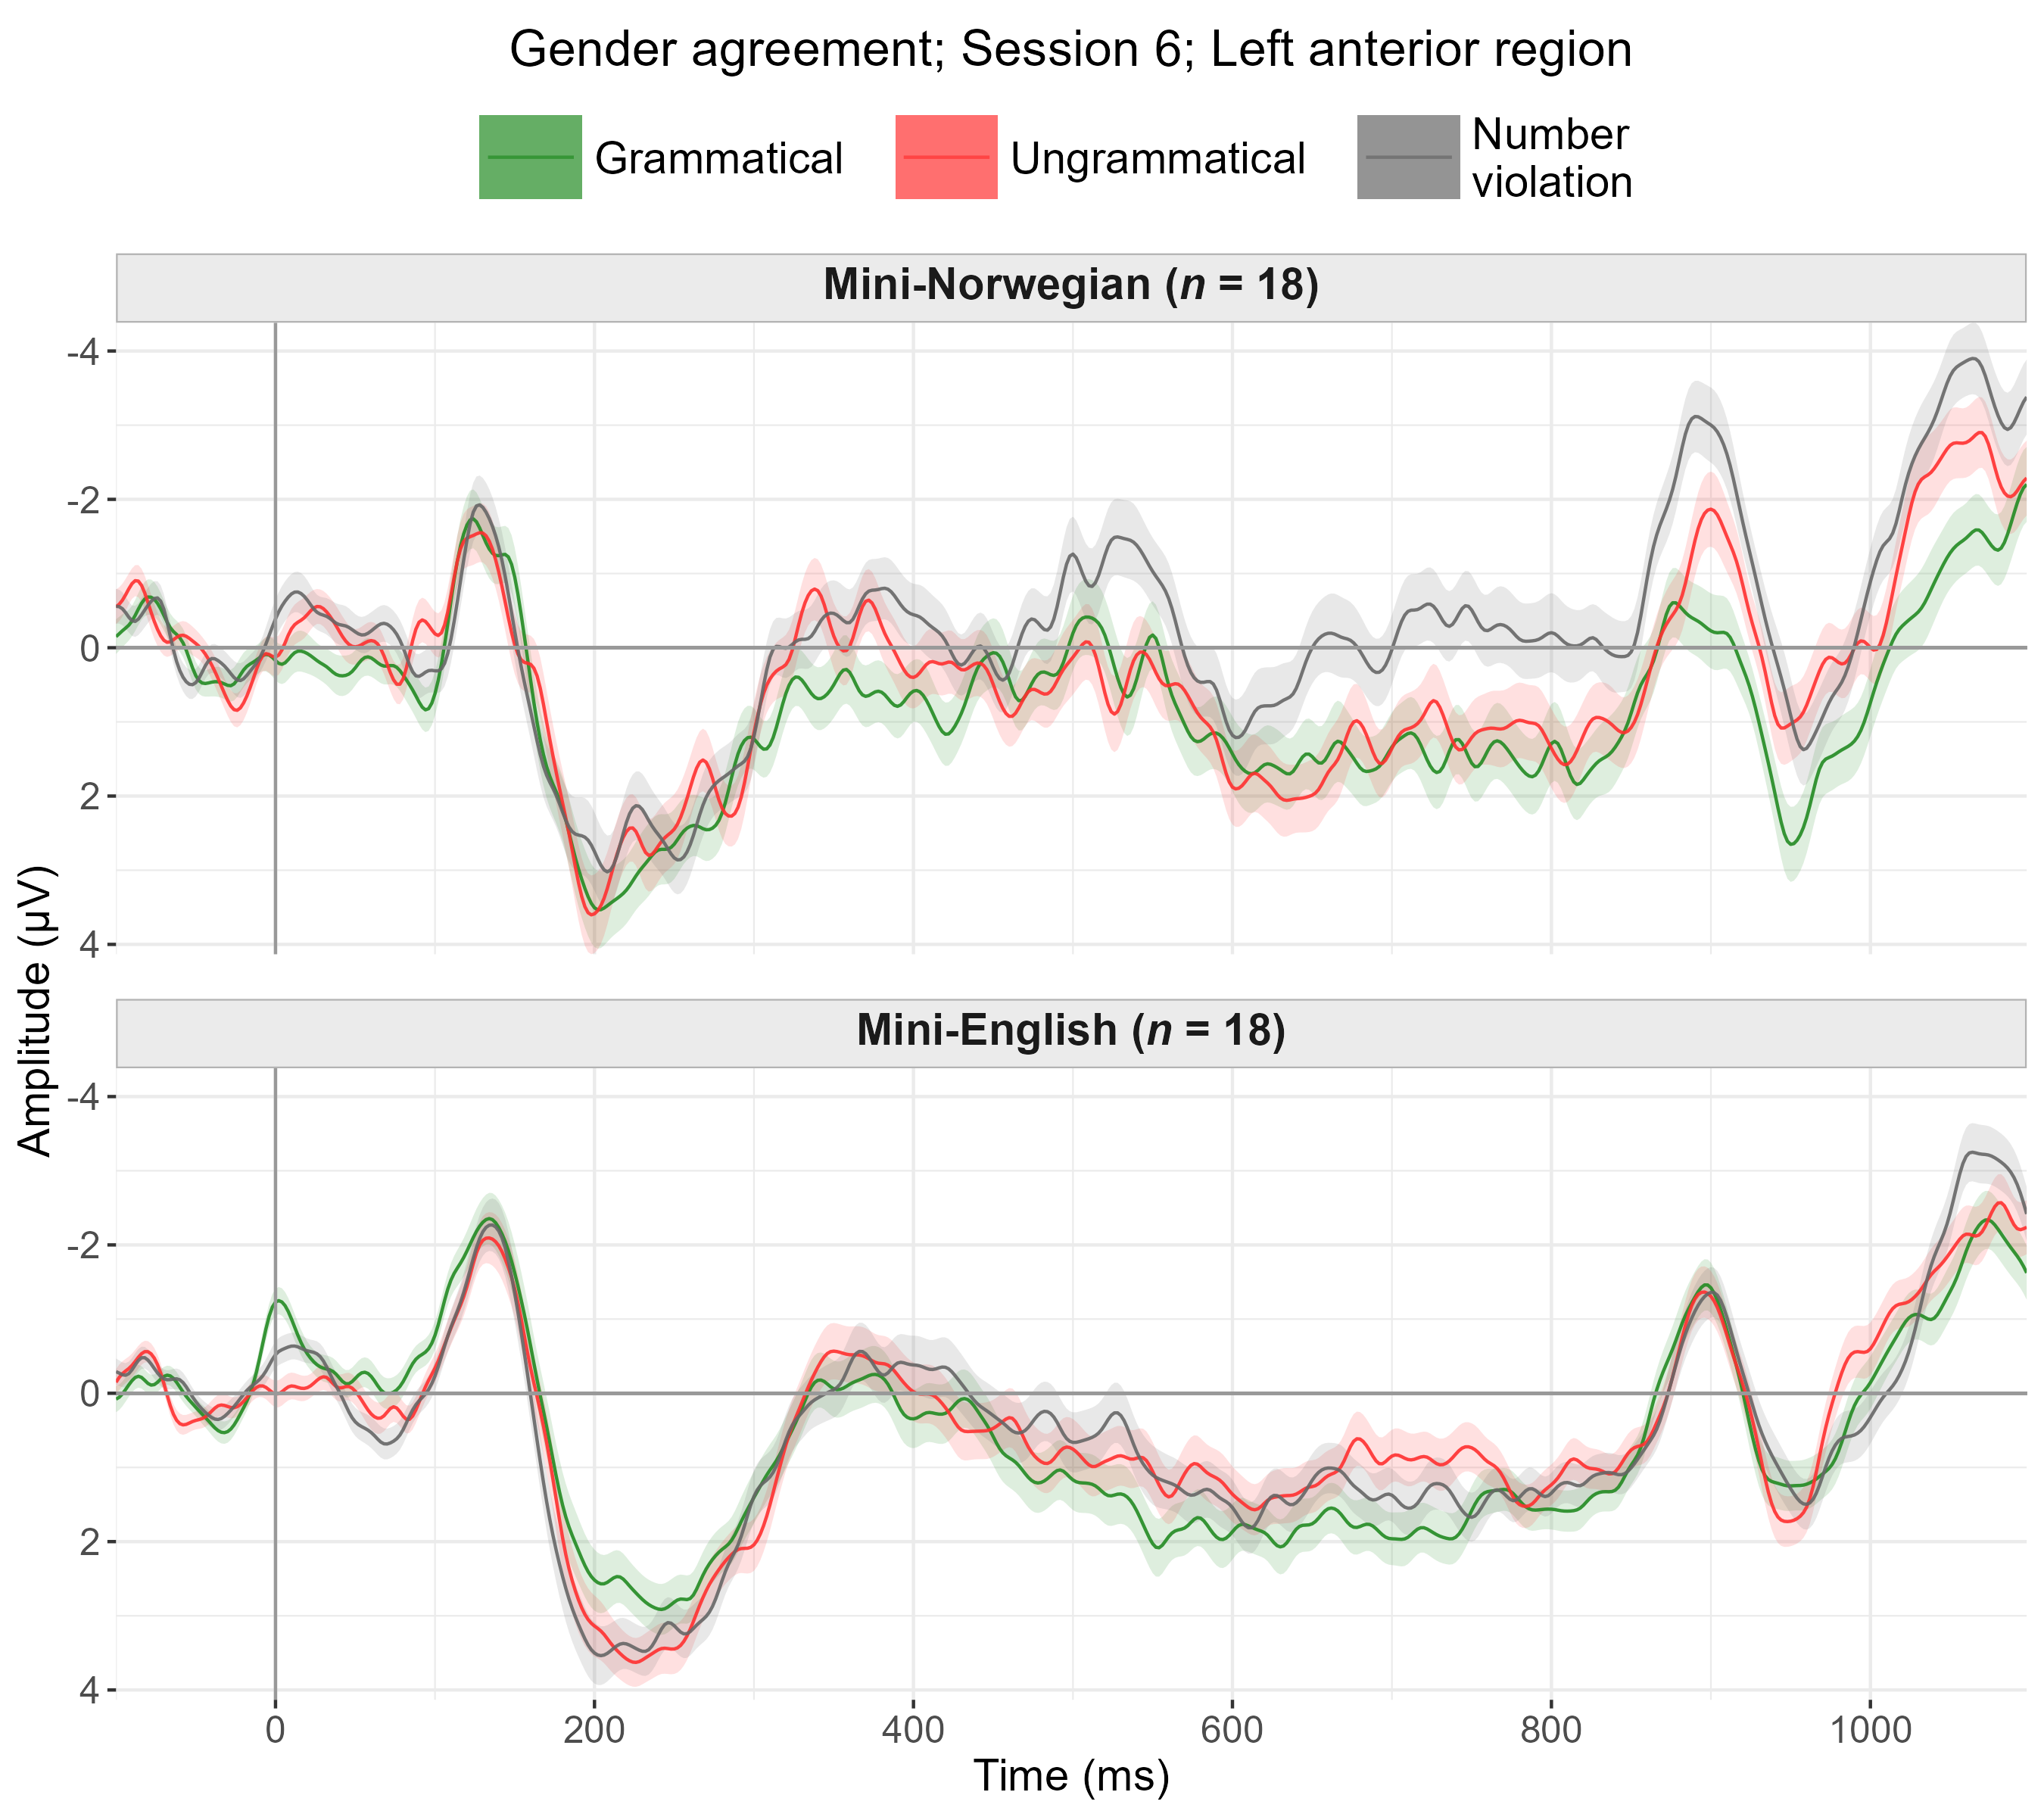 Gender agreement; Session 6; Left anterior region
Grammatical
Ungrammatical
Number
violation
Mini-Norwegian (n = 18)
-4
-2
0
2
4
Amplitude (µV)
Mini-English (n = 18)
-4
-2
0
2
4
0 200 400 600 800 1000
Time (ms)